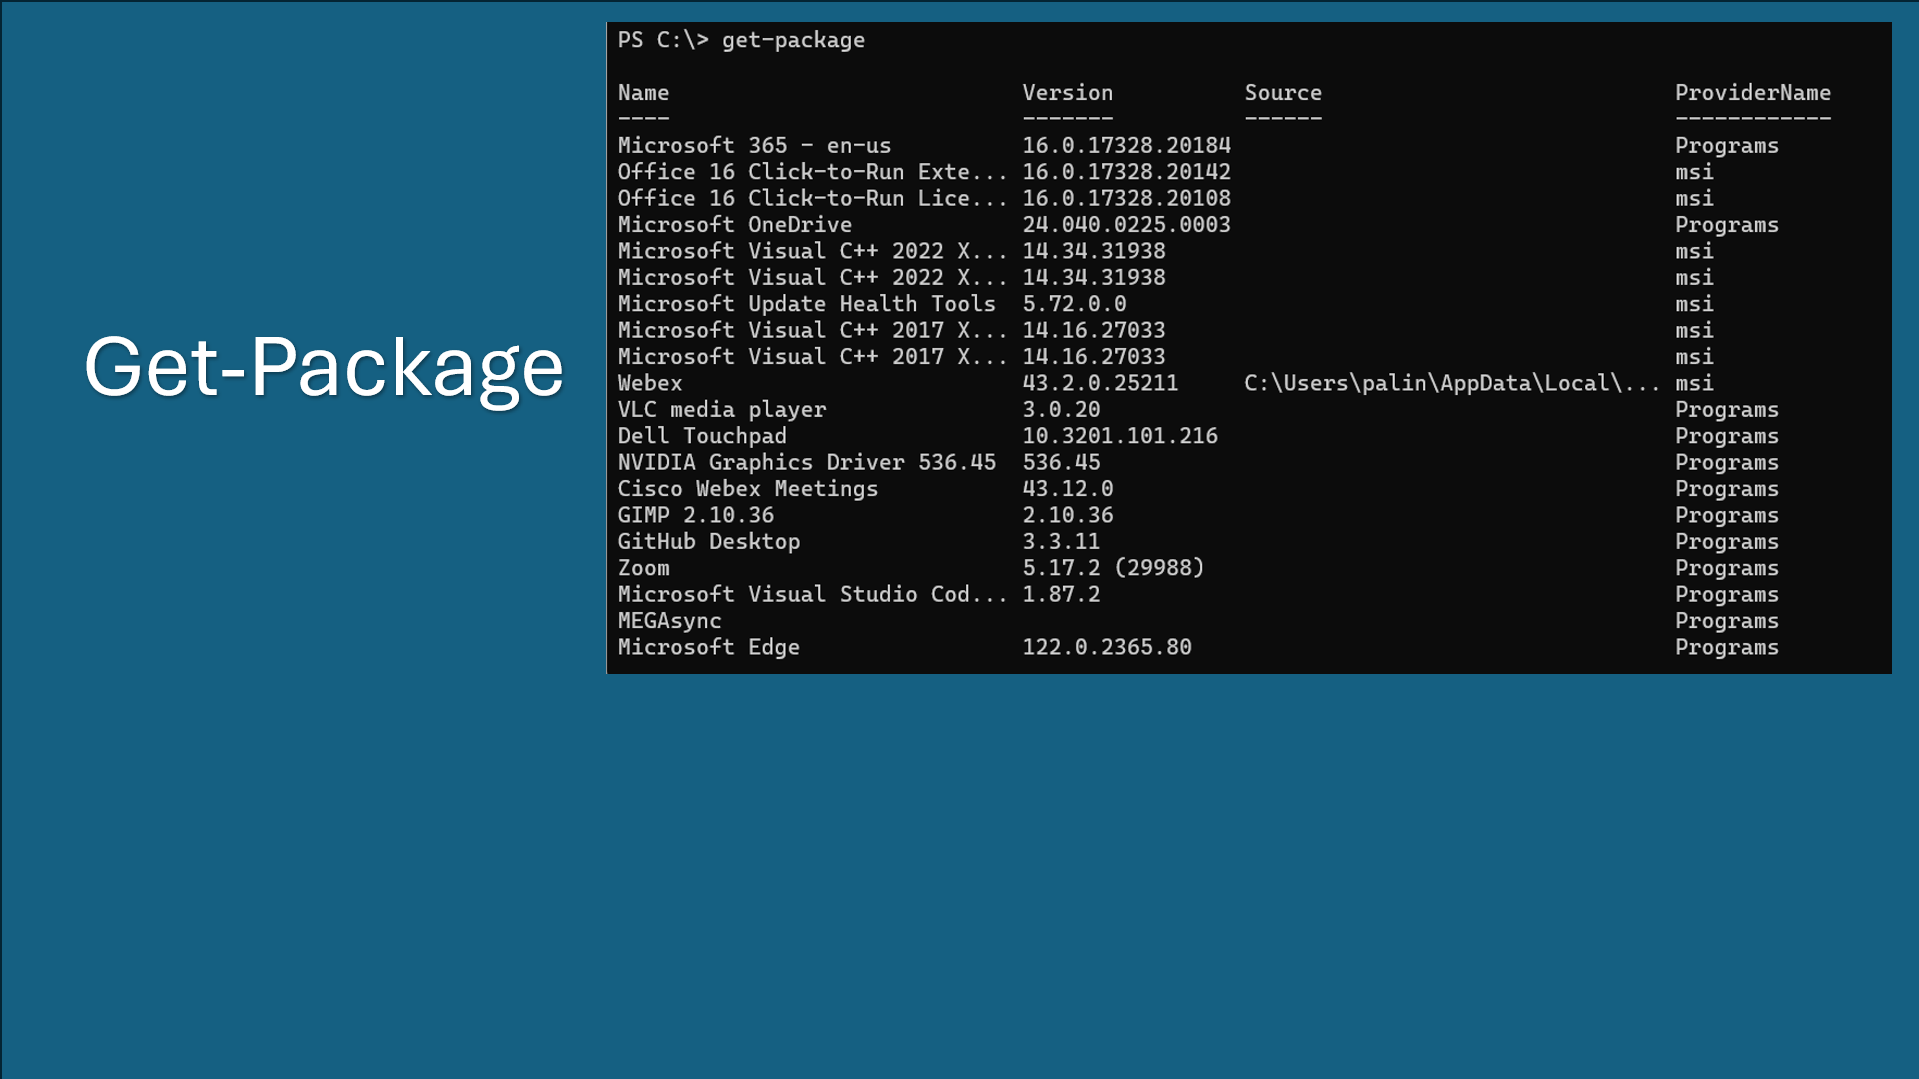 Get-Package
PS C:\> get-package
Name Version Source ProviderName
---- ------- ------ ------------
Microsoft 365 - en-us 16.0.17328.20184 Programs
Office 16 Click-to-Run Exte... 16.0.17328.20142 msi
Office 16 Click-to-Run Lice... 16.0.17328.20108 msi
Microsoft OneDrive 24.040.0225.0003 Programs
Microsoft Visual C++ 2022 X... 14.34.31938 msi
Microsoft Visual C++ 2022 X... 14.34.31938 msi
Microsoft Update Health Tools 5.72.0.0 msi
Microsoft Visual C++ 2017 X... 14.16.27033 msi
Microsoft Visual C++ 2017 X... 14.16.27033 msi
Webex 43.2.0.25211 C:\Users\palin\AppData\Local\... msi
VLC media player 3.0.20 Programs
Dell Touchpad 10.3201.101.216 Programs
NVIDIA Graphics Driver 536.45 536.45 Programs
Cisco Webex Meetings 43.12.0 Programs
GIMP 2.10.36 2.10.36 Programs
GitHub Desktop 3.3.11 Programs
Zoom 5.17.2 (29988) Programs
Microsoft Visual Studio Cod... 1.87.2 Programs
MEGAsync Programs
Microsoft Edge 122.0.2365.80 Programs